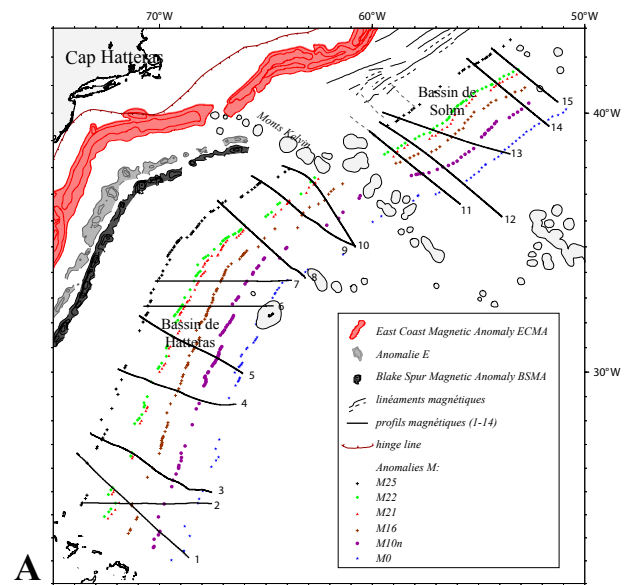 70°W 60°W 50°W
Cap Hatteras
Bassin de
Sohm
15
40°W
14
Monts Kelvin
13
11
12
10
9
8
7
6
Bassin de
Hatteras
5
30°W
4
3
2
1
East Coast Magnetic Anomaly ECMA
Anomalie E
Blake Spur Magnetic Anomaly BSMA
linéaments magnétiques
profils magnétiques (1-14)
hinge line
Anomalies M:
M25
M22
M21
M16
M10n
M0
A